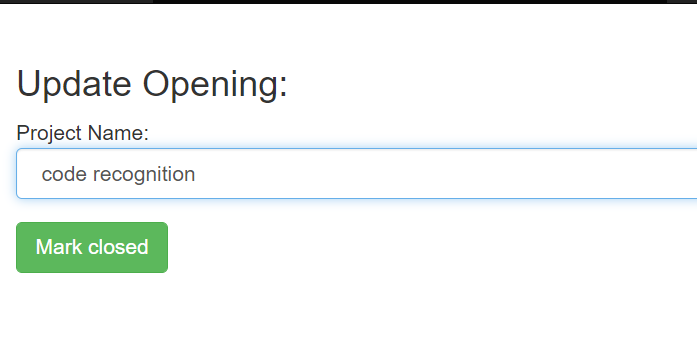 Update Opening:
Project Name:
code recognition
Mark closed